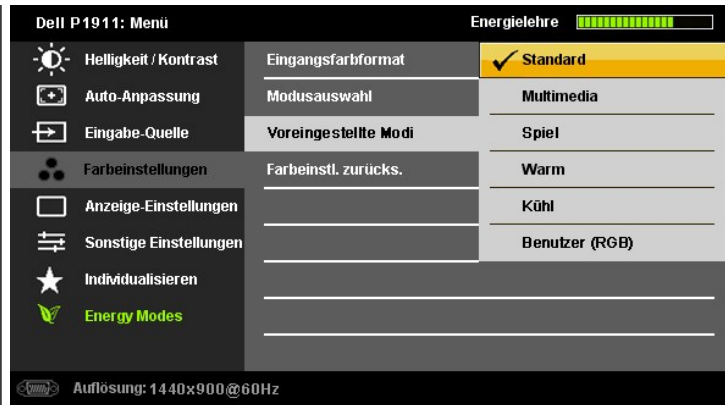 Dell P1911: Menü
Energielehre
Helligkeit / Kontrast
Eingangsfarbformat
Standard
Auto-Anpassung
Modusauswahl
Multimedia
Eingabe-Quelle
Voreingestellte Modi
Spiel
Farbeinstellungen
Farbeinstl. zurücks.
Warm
Anzeige-Einstellungen
Kühl
Sonstige Einstellungen
Benutzer (RGB)
Individualisieren
Energy Modes
Auflösung: 1440x900@60Hz